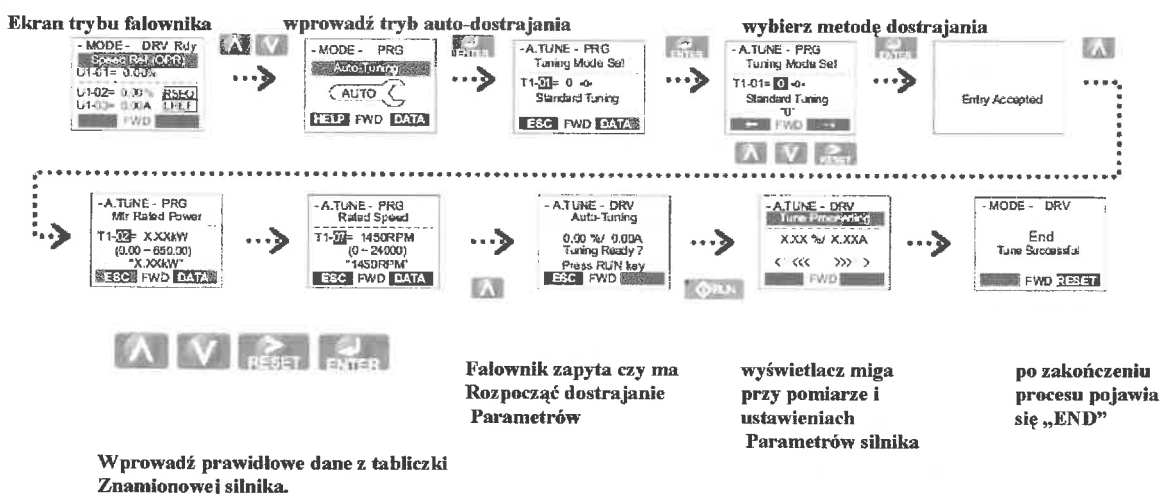 Ekran trybu falownika
wprowadź tryb auto-dostrajania
wybierz metodę dostrajania
- MODE - DRV Rdy
Speed Ref (OPR)
U1-01= 0.00%
U1-02= 0.00% RSEQ
U1-03= 0.00A LREF
FWD
- MODE - PRG
Auto-Tuning
AUTO
HELP FWD DATA
ENTER
- A.TUNE - PRG
Tuning Mode Sel
T1-01= 0 *0*
Standard Tuning
ESC FWD DATA
ENTER
- A.TUNE - PRG
Tuning Mode Sel
T1-01= 0 *0*
Standard Tuning
"0"
← FWD →
RESET
ENTER
Entry Accepted
- A.TUNE - PRG
Mtr Rated Power
T1-02= X.XXkW
(0.00 ~ 650.00)
"X.XXkW"
ESC FWD DATA
- A.TUNE - PRG
Rated Speed
T1-07= 1450RPM
(0 ~ 24000)
"1450RPM"
ESC FWD DATA
- A.TUNE - DRV
Auto-Tuning
0.00 %/ 0.00A
Tuning Ready ?
Press RUN key
ESC FWD
RUN
- A.TUNE - DRV
Tune Proceeding
X.XX %/ X.XXA
< <<< >>> >
FWD
- MODE - DRV
End
Tune Successful
FWD RESET
RESET
ENTER
Falownik zapyta czy ma
Rozpocząć dostrajanie
Parametrów
wyświetlacz miga
przy pomiarze i
ustawieniach
Parametrów silnika
po zakończeniu
procesu pojawia
się „END”
Wprowadź prawidłowe dane z tabliczki
Znamionowej silnika.